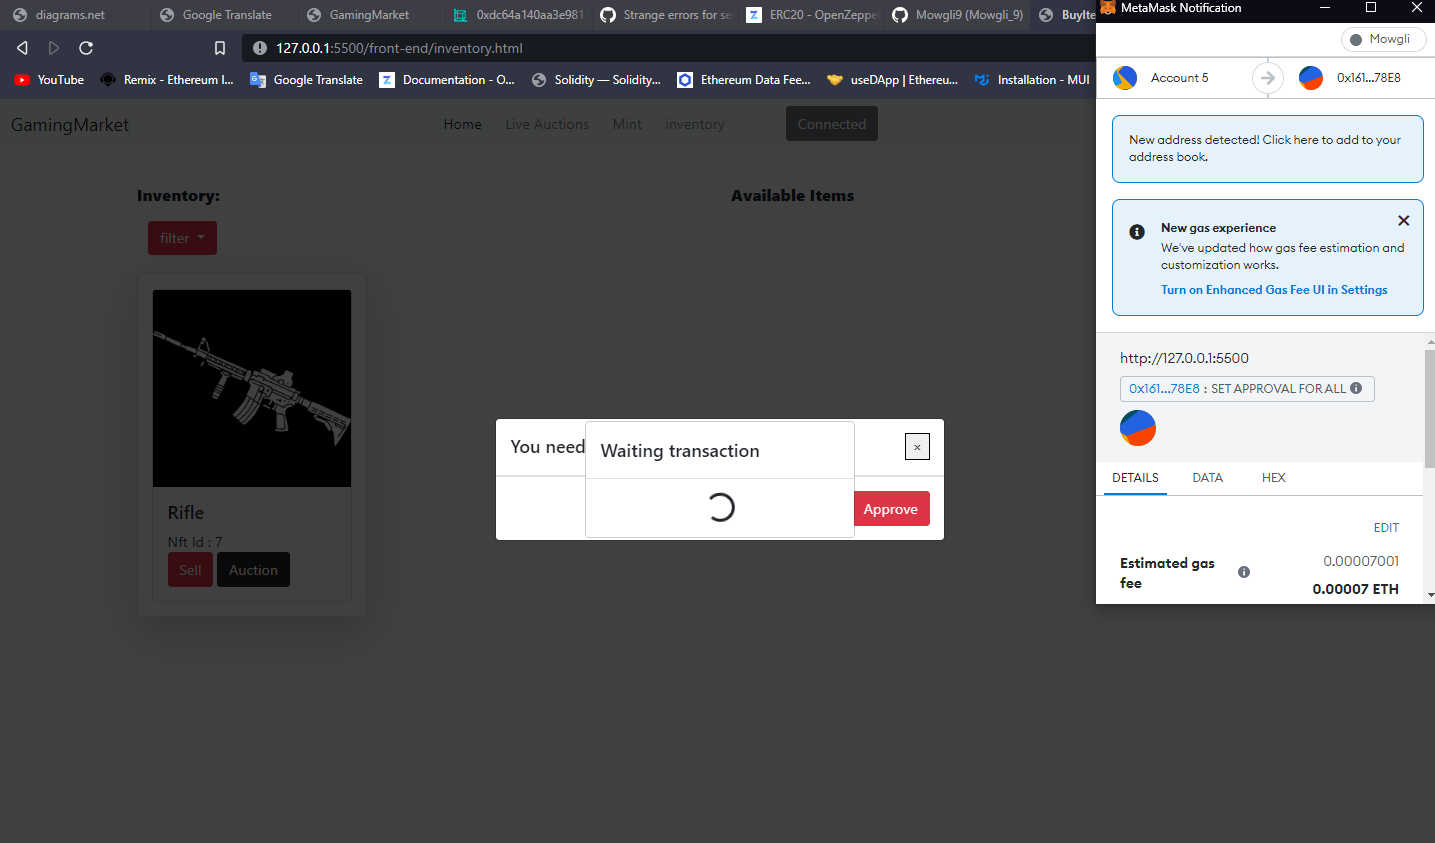 diagrams.net
Google Translate
GamingMarket
0xdc64a140aa3e981
Strange errors for se
ERC20 - OpenZeppel
Mowgli9 (Mowgli_9)
BuyIte
MetaMask Notification
127.0.0.1:5500/front-end/inventory.html
YouTube
Remix - Ethereum I...
Google Translate
Documentation - O...
Solidity — Solidity...
Ethereum Data Fee...
useDApp | Ethereu...
Installation - MUI
GamingMarket
Home
Live Auctions
Mint
inventory
Connected
Inventory:
Available Items
filter
Rifle
Nft Id : 7
Sell
Auction
You need
×
Waiting transaction
Approve
Mowgli
Account 5
0x161...78E8
New address detected! Click here to add to your
address book.
New gas experience
We've updated how gas fee estimation and
customization works.
Turn on Enhanced Gas Fee UI in Settings
http://127.0.0.1:5500
0x161...78E8 : SET APPROVAL FOR ALL
DETAILS
DATA
HEX
EDIT
Estimated gas
fee
0.00007001
0.00007 ETH